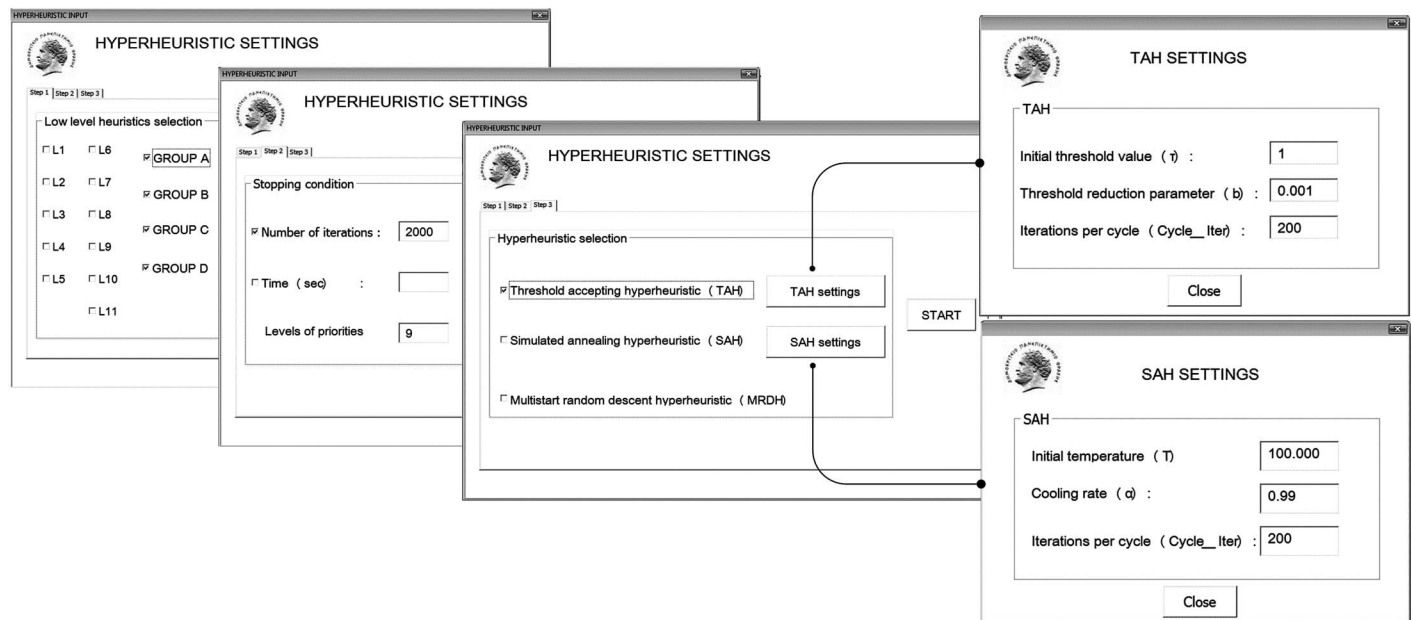 HYPERHEURISTIC INPUT
HYPERHEURISTIC SETTINGS
Step 1 Step 2 Step 3
Low level heuristics selection
L1 L6 GROUP A
L2 L7 GROUP B
L3 L8 GROUP C
L4 L9 GROUP D
L5 L10
L11
HYPERHEURISTIC INPUT
HYPERHEURISTIC SETTINGS
Step 1 Step 2 Step 3
Stopping condition
Number of iterations : 2000
Time ( sec) :
Levels of priorities 9
HYPERHEURISTIC INPUT
HYPERHEURISTIC SETTINGS
Step 1 Step 2 Step 3
Hyperheuristic selection
Threshold accepting hyperheuristic ( TAH) TAH settings
Simulated annealing hyperheuristic ( SAH) SAH settings
Multistart random descent hyperheuristic ( MRDH)
START
TAH SETTINGS
TAH
Initial threshold value ( τ) : 1
Threshold reduction parameter ( b) : 0.001
Iterations per cycle ( Cycle_ Iter) : 200
Close
SAH SETTINGS
SAH
Initial temperature ( T) 100.000
Cooling rate ( α) : 0.99
Iterations per cycle ( Cycle_ Iter) : 200
Close